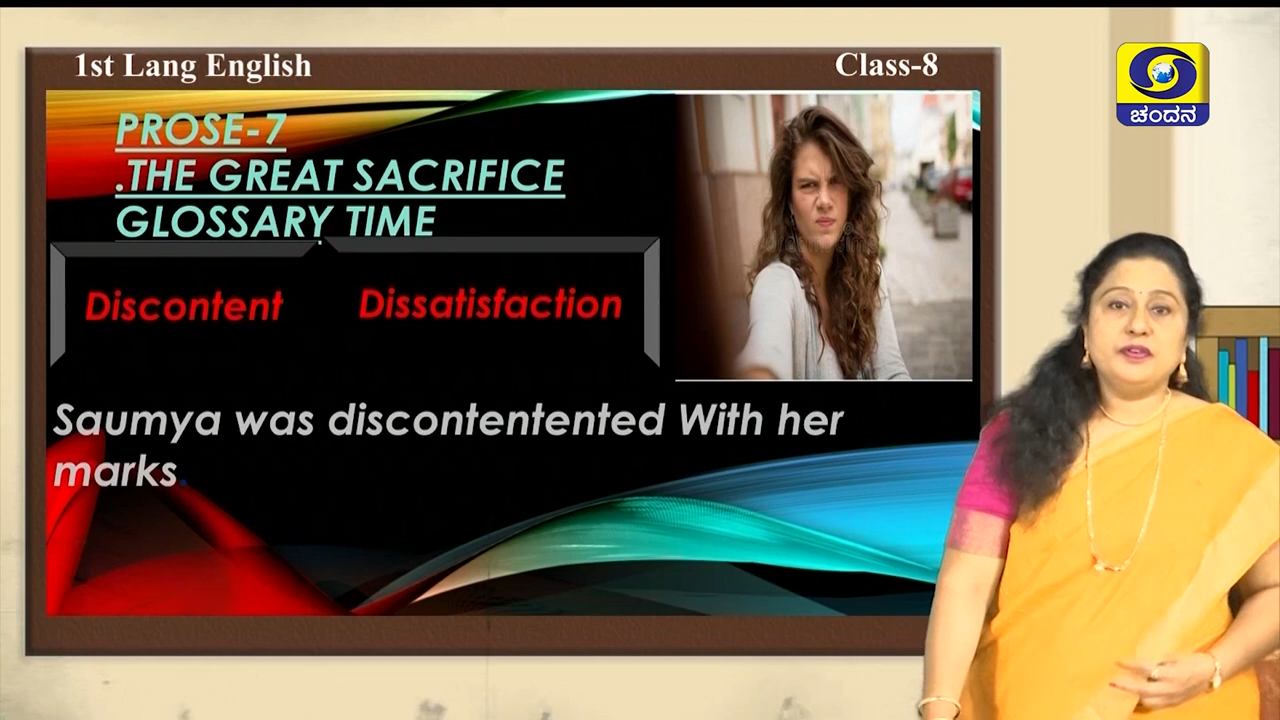 1st Lang English
Class-8
PROSE-7
.THE GREAT SACRIFICE
GLOSSARY TIME
Discontent
Dissatisfaction
Saumya was discontentented With her
marks.
ಚಂದನ